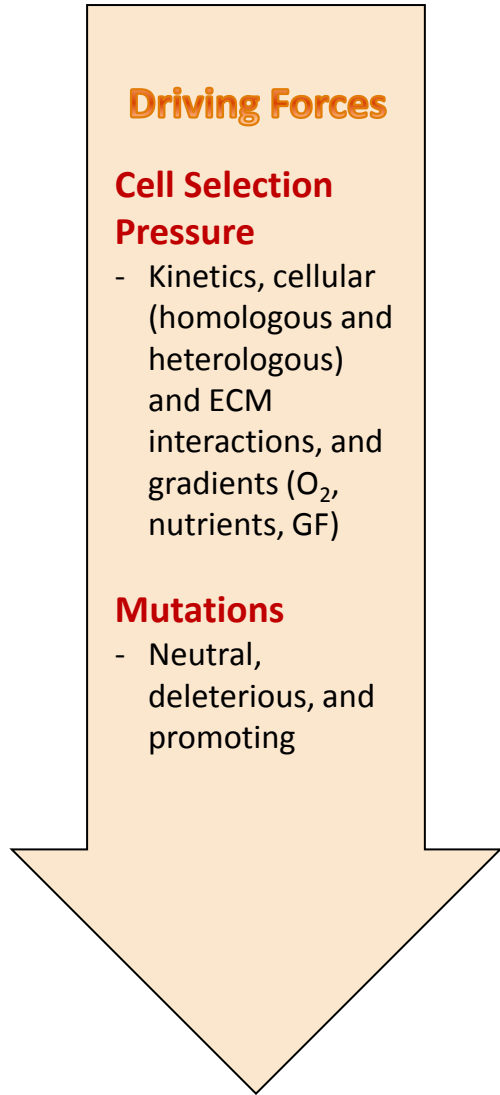 Driving Forces
Cell Selection
Pressure
- Kinetics, cellular
(homologous and
heterologous)
and ECM
interactions, and
gradients (O₂,
nutrients, GF)
Mutations
- Neutral,
deleterious, and
promoting